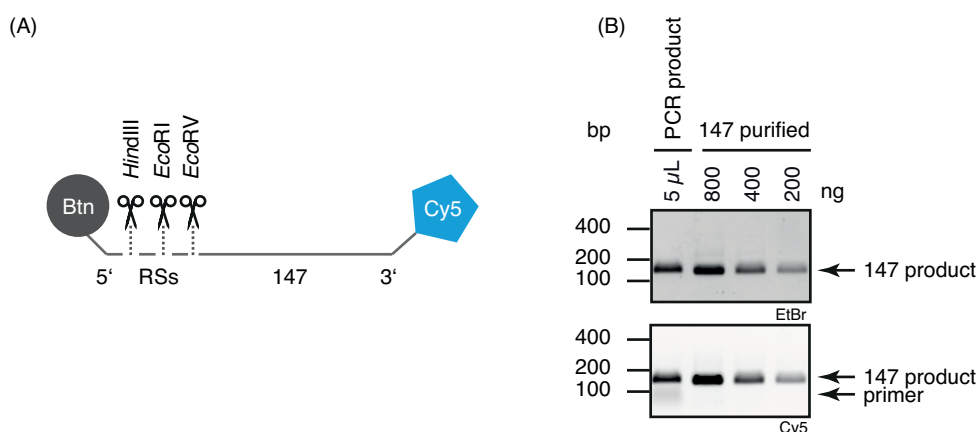 (A)
HindIII
EcoRI
EcoRV
Btn
Cy5
5‘ RSs 147 3‘
(B)
bp
PCR product
147 purified
5 µL
800
400
200
ng
400
200
100
147 product
EtBr
400
200
100
147 product
primer
Cy5